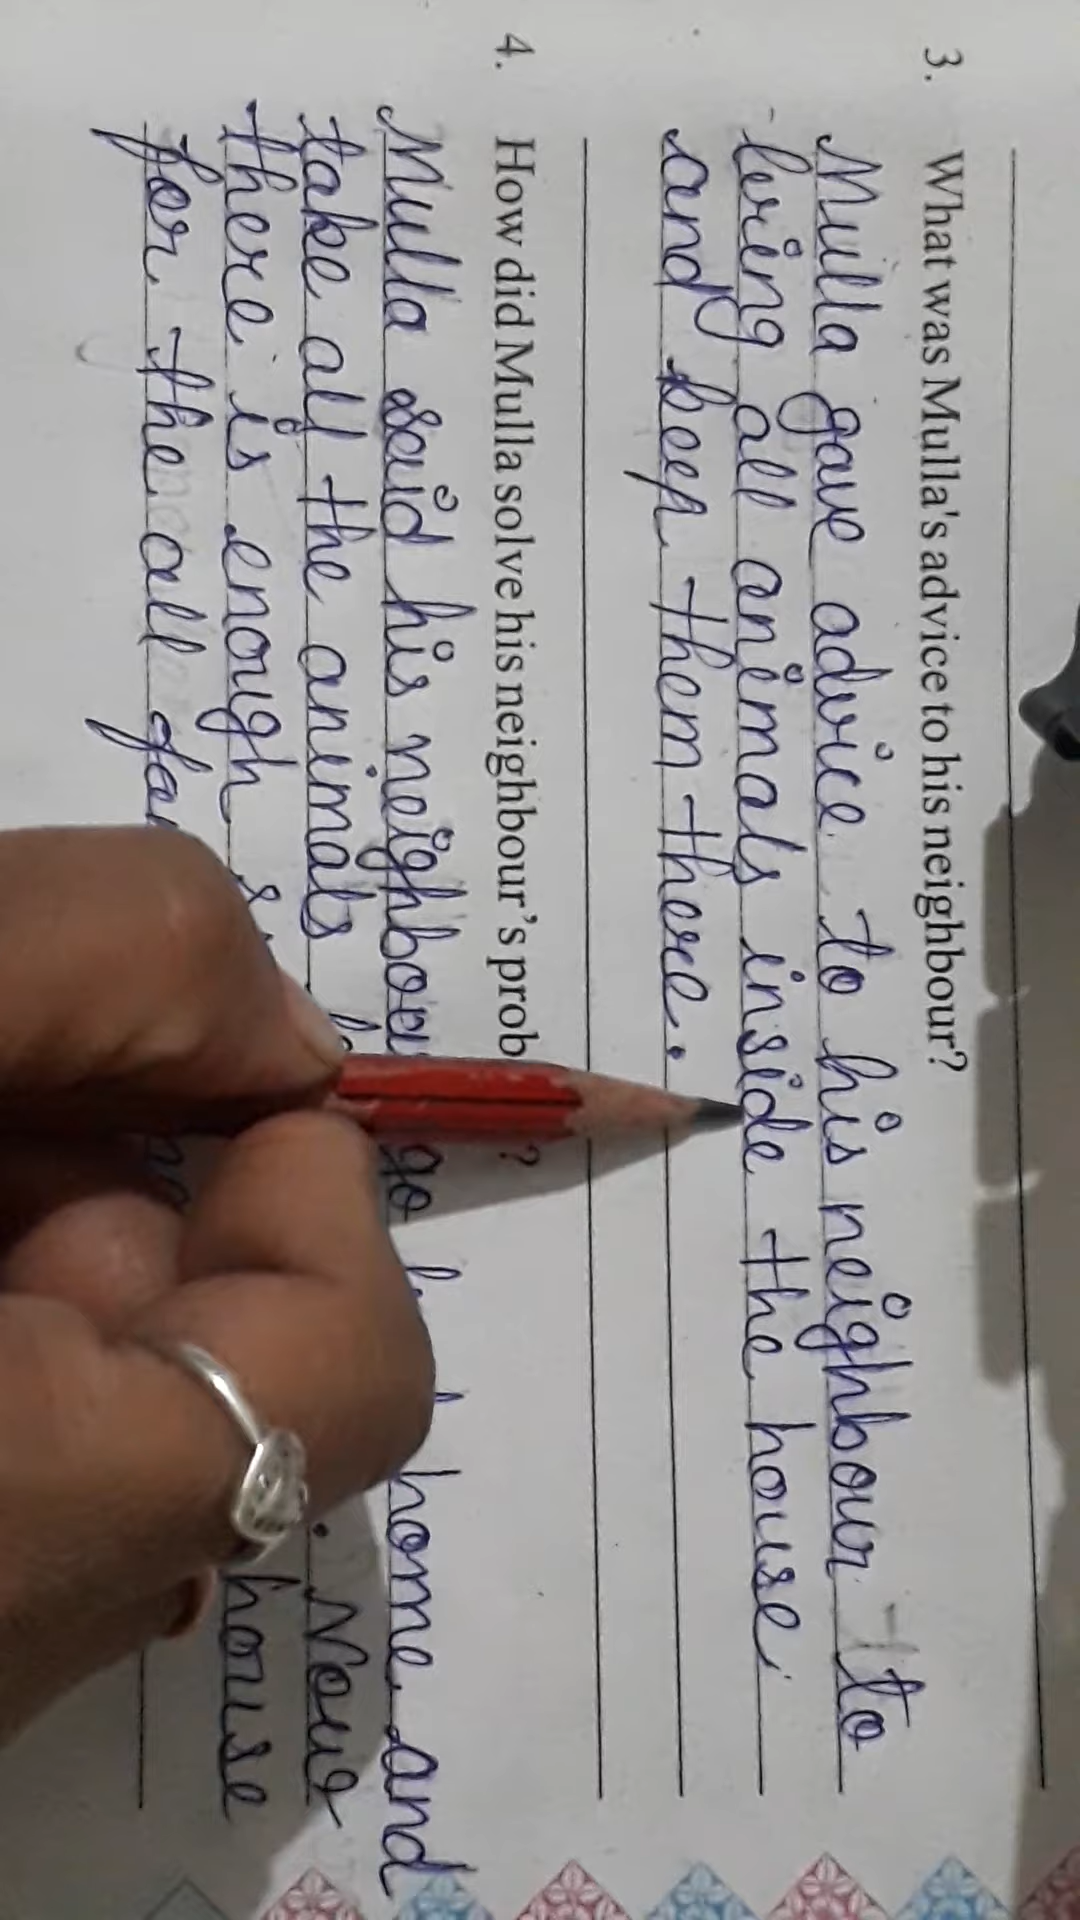 3. What was Mulla's advice to his neighbour?
Mulla gave advice to his neighbour to
bring all animals inside the house
and keep them there.
4. How did Mulla solve his neighbour's prob ?
Mulla said his neighbour go home and
take all the animals . Now
there is enough house
for the all